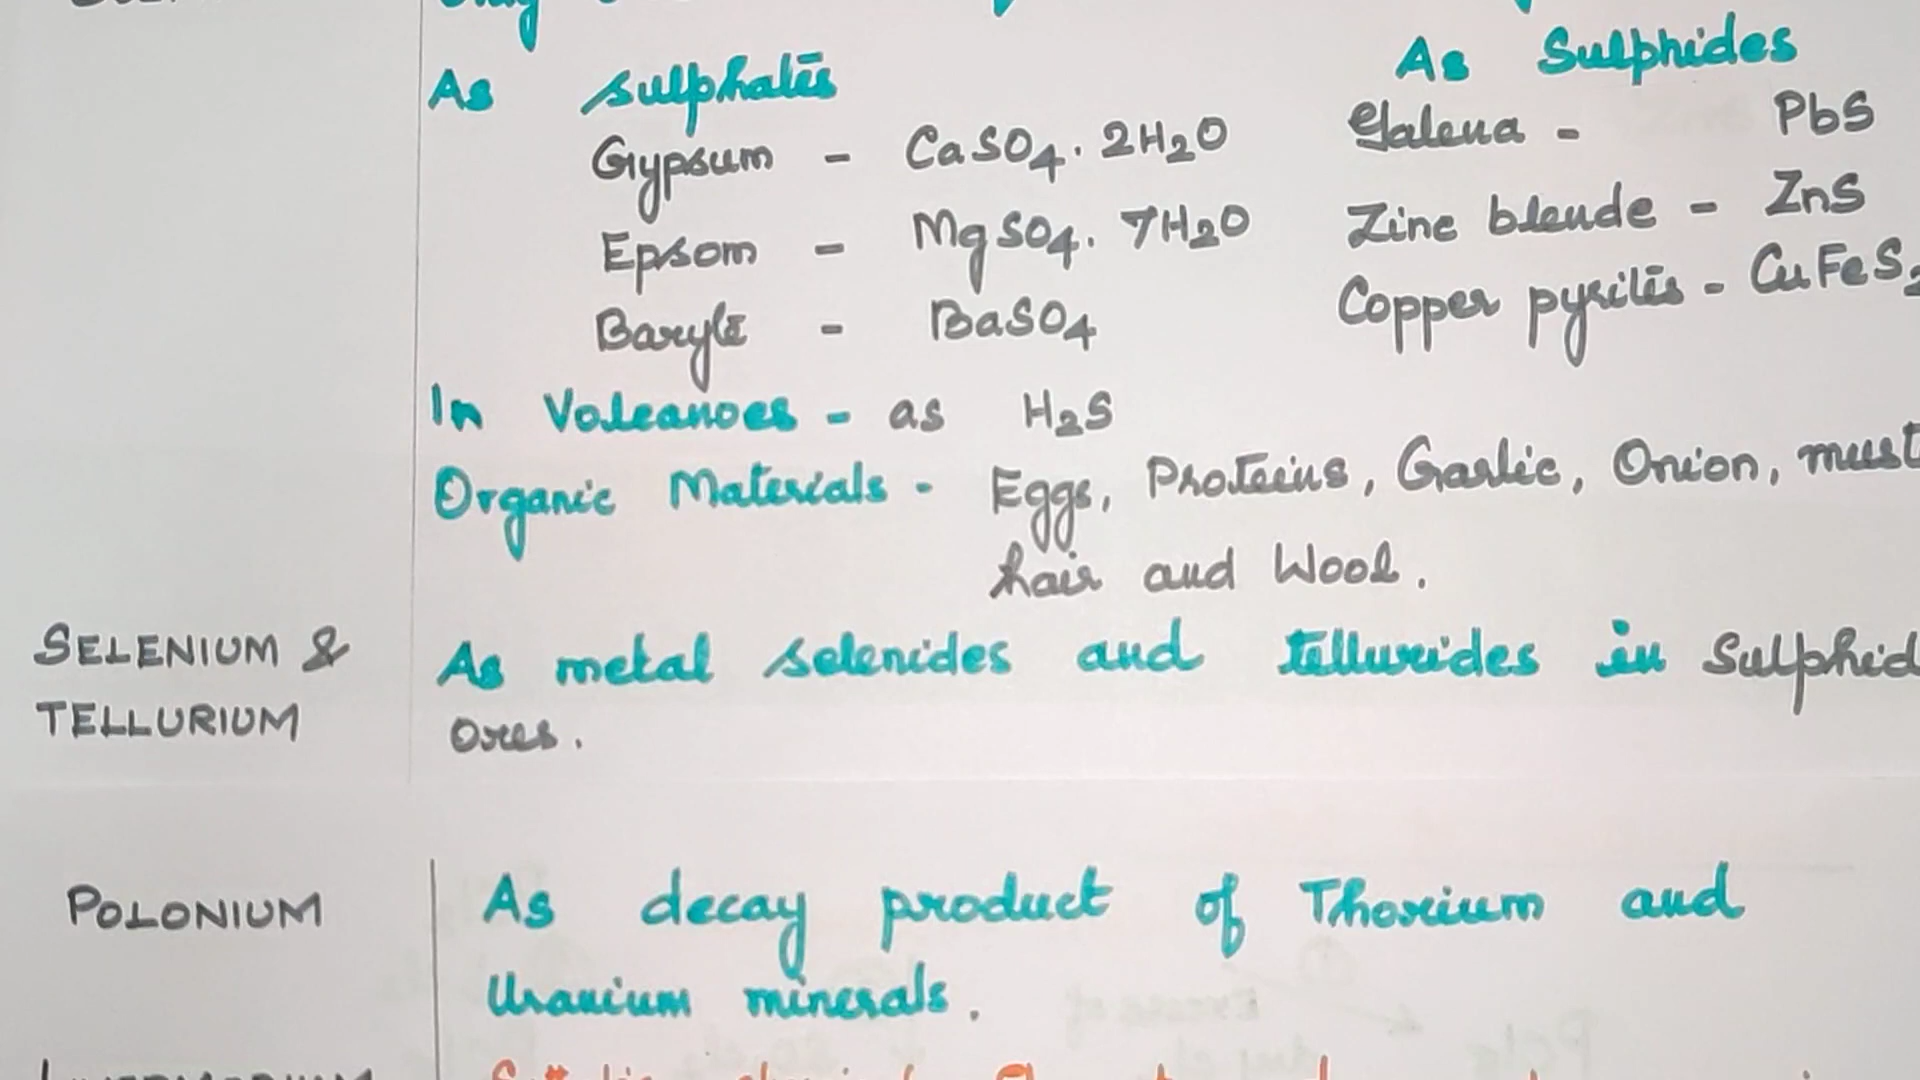 As sulphates
Gypsum - CaSO4. 2H2O
Epsom - MgSO4. 7H2O
Baryte - BaSO4
As Sulphides
Galena - PbS
Zinc blende - ZnS
Copper pyrites - CuFeS2
In Volcanoes - as H2S
Organic Materials - Eggs, Proteins, Garlic, Onion, must
hair and Wool.
SELENIUM &
TELLURIUM
As metal selenides and tellurides in Sulphid
Ores.
POLONIUM
As decay product of Thorium and
Uranium minerals.